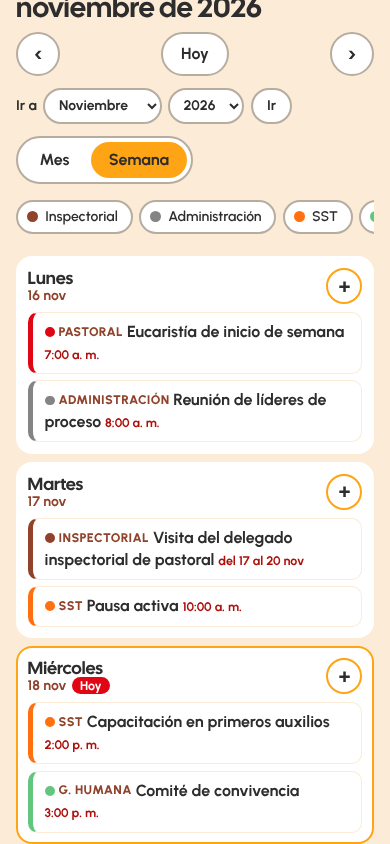 noviembre de 2026
‹ Hoy ›
Ir a Noviembre 2026 Ir
Mes Semana
Inspectorial Administración SST
Lunes
16 nov
+
PASTORAL Eucaristía de inicio de semana
7:00 a. m.
ADMINISTRACIÓN Reunión de líderes de
proceso 8:00 a. m.
Martes
17 nov
+
INSPECTORIAL Visita del delegado
inspectorial de pastoral del 17 al 20 nov
SST Pausa activa 10:00 a. m.
Miércoles
18 nov Hoy
+
SST Capacitación en primeros auxilios
2:00 p. m.
G. HUMANA Comité de convivencia
3:00 p. m.